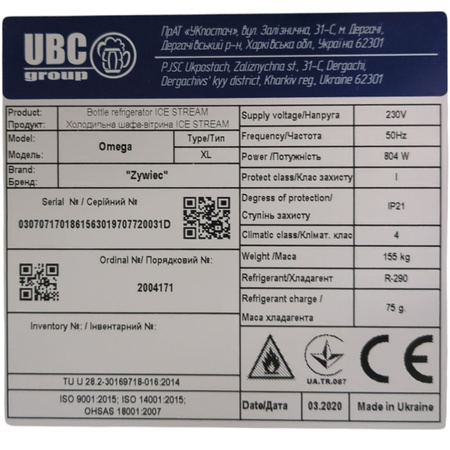 UBC
group
ПрАТ «УКпостач», вул. Залізнична, 31-С, м. Дергачі,
Дергачівський р-н, Харківська обл., Україна 62301
PJSC Ukpostach, Zaliznychna st., 31-C, Dergachi,
Dergachivs' kyy district, Kharkiv reg., Ukraine 62301
Product: Bottle refrigerator ICE STREAM
Продукт: Холодильна шафа-вітрина ICE STREAM
Model: Omega Type/Тип
Модель: XL
Brand: "Zywiec"
Бренд:
Serial № / Серійний №:
0307071701861563019707720031D
Ordinal №/ Порядковий №:
2004171
Inventory №: / Інвентарний №:
TU U 28.2-30169718-016:2014
ISO 9001:2015; ISO 14001:2015;
OHSAS 18001:2007
Supply voltage/Напруга 230V
Frequency/Частота 50Hz
Power /Потужність 804 W
Protect class/Клас захисту I
Degress of protection/
Ступінь захисту IP21
Climatic class/Клімат. клас 4
Weight /Маса 155 kg
Refrigerant/Хладагент R-290
Refrigerant charge /
Маса хладагента 75 g.
UA.TR.087
CE
Date/Дата 03.2020 Made in Ukraine